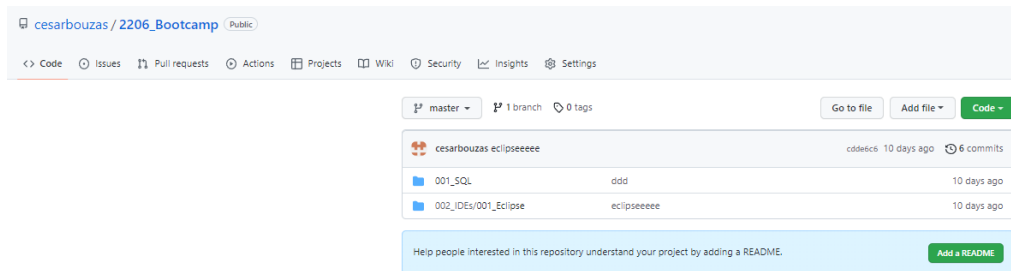 cesarbouzas / 2206_Bootcamp Public
Code Issues Pull requests Actions Projects Wiki Security Insights Settings
master 1 branch 0 tags Go to file Add file Code
cesarbouzas eclipseeeee cdde6c6 10 days ago 6 commits
001_SQL ddd 10 days ago
002_IDEs/001_Eclipse eclipseeeee 10 days ago
Help people interested in this repository understand your project by adding a README. Add a README